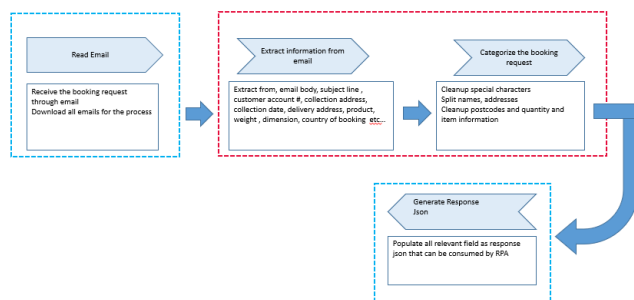 Read Email
Receive the booking request
through email
Download all emails for the process
Extract information from
email
Extract from, email body, subject line ,
customer account #, collection address,
collection date, delivery address, product,
weight , dimension, country of booking  etc...
Categorize the booking
request
Cleanup special characters
Split names, addresses
Cleanup postcodes and quantity and
item information
Generate Response
Json
Populate all relevant field as response
json that can be consumed by RPA